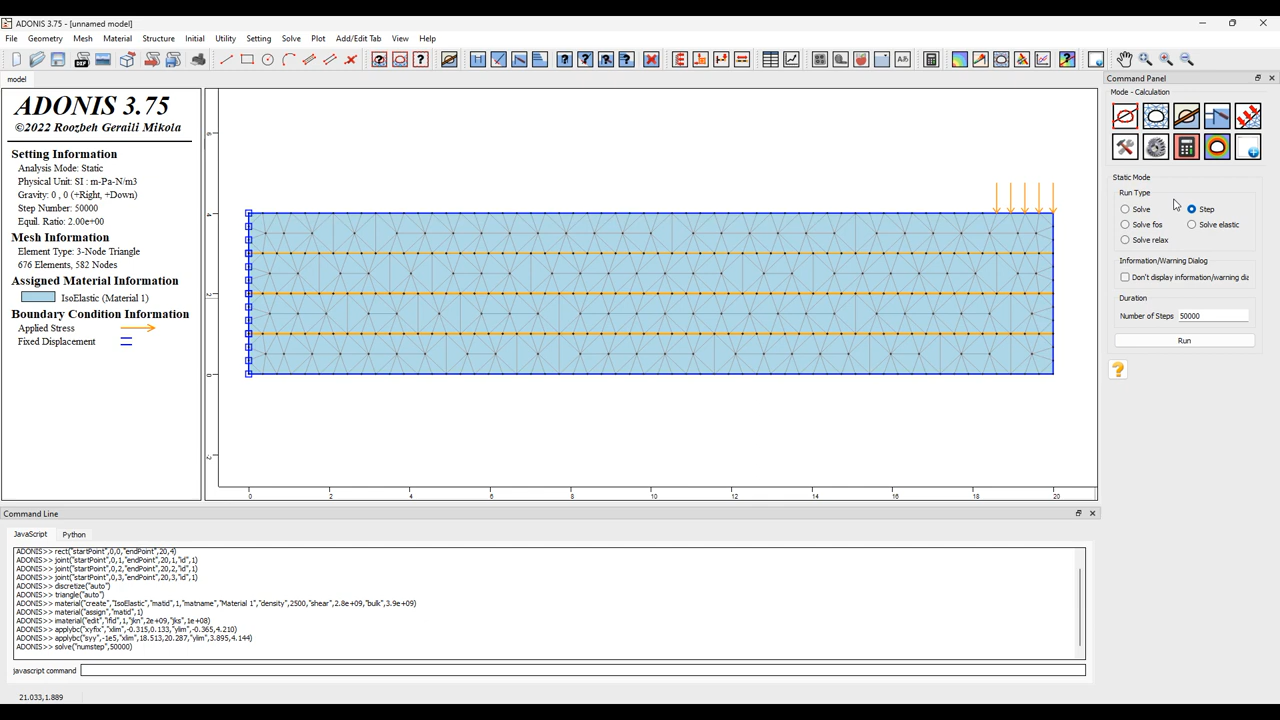 ADONIS 3.75 - [unnamed model]
File Geometry Mesh Material Structure Initial Utility Setting Solve Plot Add/Edit Tab View Help
model
Command Panel
Mode - Calculation
ADONIS 3.75
©2022 Roozbeh Geraili Mikola
Setting Information
Analysis Mode: Static
Physical Unit: SI : m-Pa-N/m3
Gravity: 0 , 0 (+Right, +Down)
Step Number: 50000
Equil. Ratio: 2.00e+00
Mesh Information
Element Type: 3-Node Triangle
676 Elements, 582 Nodes
Assigned Material Information
IsoElastic (Material 1)
Boundary Condition Information
Applied Stress
Fixed Displacement
6
4
2
0
-2
0 2 4 6 8 10 12 14 16 18 20
Static Mode
Run Type
Solve Step
Solve fos Solve elastic
Solve relax
Information/Warning Dialog
Don't display information/warning dia
Duration
Number of Steps 50000
Run
Command Line
JavaScript Python
ADONIS>> rect("startPoint",0,0,"endPoint",20,4)
ADONIS>> joint("startPoint",0,1,"endPoint",20,1,"id",1)
ADONIS>> joint("startPoint",0,2,"endPoint",20,2,"id",1)
ADONIS>> joint("startPoint",0,3,"endPoint",20,3,"id",1)
ADONIS>> discretize("auto")
ADONIS>> triangle("auto")
ADONIS>> material("create","IsoElastic","matid",1,"matname","Material 1","density",2500,"shear",2.8e+09,"bulk",3.9e+09)
ADONIS>> material("assign","matid",1)
ADONIS>> imaterial("edit","ifid",1,"jkn",2e+09,"jks",1e+08)
ADONIS>> applybc("xyfix","xlim",-0.315,0.133,"ylim",-0.365,4.210)
ADONIS>> applybc("syy",-1e5,"xlim",18.513,20.287,"ylim",3.895,4.144)
ADONIS>> solve("numstep",50000)
javascript command
21.033,1.889